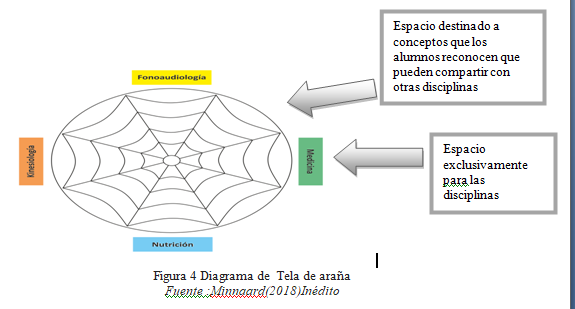 Espacio destinado a
conceptos que los
alumnos reconocen que
pueden compartir con
otras disciplinas
Fonoaudiología
Kinesiología
Medicina
Espacio
exclusivamente
para las
disciplinas
Nutrición
Figura 4 Diagrama de Tela de araña
Fuente :Minnaard(2018)Inédito